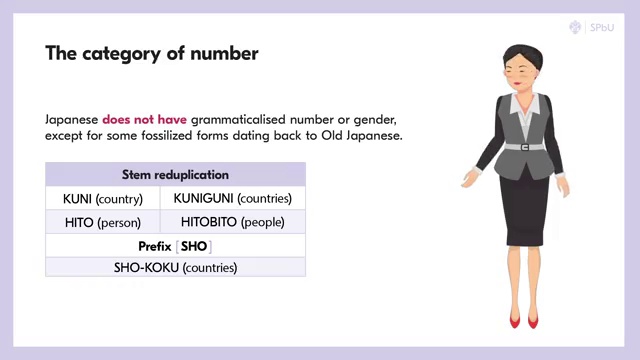 SPbU
The category of number
Japanese does not have grammaticalised number or gender,
except for some fossilized forms dating back to Old Japanese.
Stem reduplication
KUNI (country) KUNIGUNI (countries)
HITO (person) HITOBITO (people)
Prefix [SHO]
SHO-KOKU (countries)